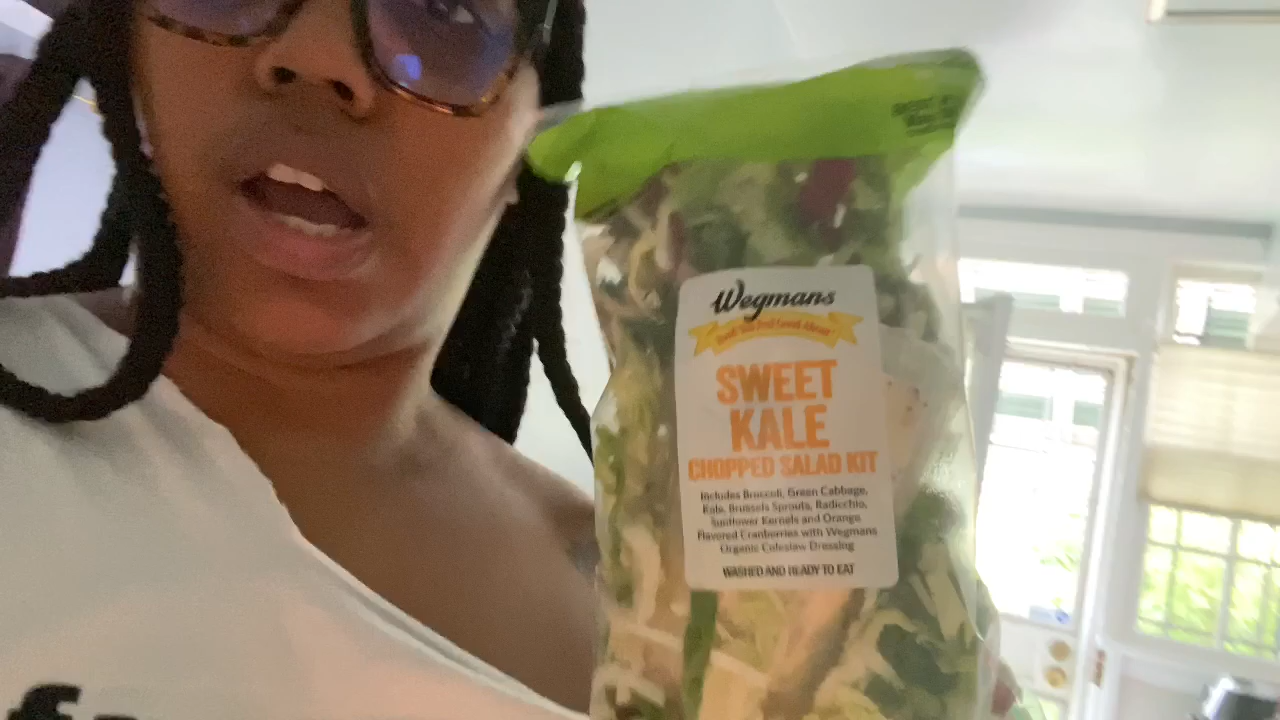 Wegmans
SWEET
KALE
CHOPPED SALAD KIT
Includes Broccoli, Green Cabbage,
Kale, Brussels Sprouts, Radicchio,
Sunflower Kernels and Orange
Flavored Cranberries with Wegmans
Organic Coleslaw Dressing
WASHED AND READY TO EAT